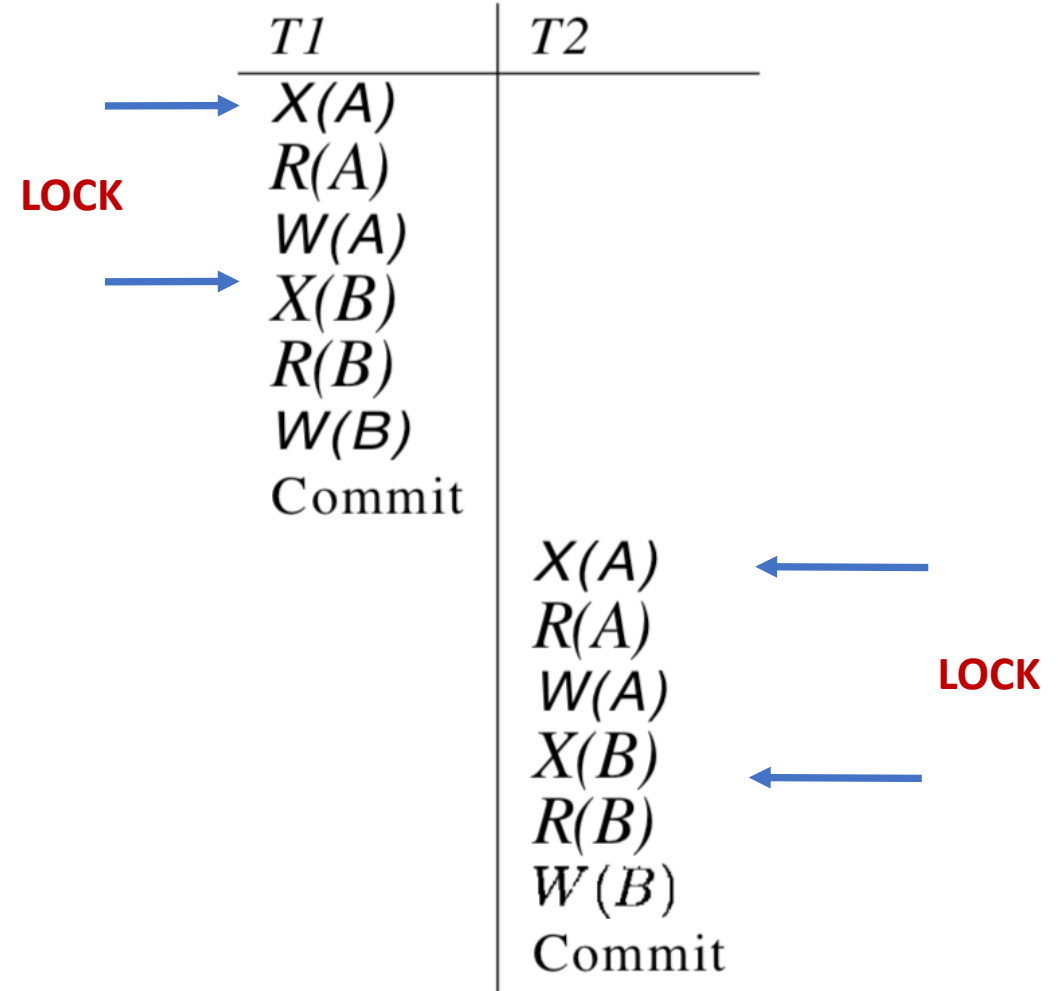 T1 T2
X(A)
R(A)
LOCK
W(A)
X(B)
R(B)
W(B)
Commit
X(A)
R(A)
LOCK
W(A)
X(B)
R(B)
W(B)
Commit